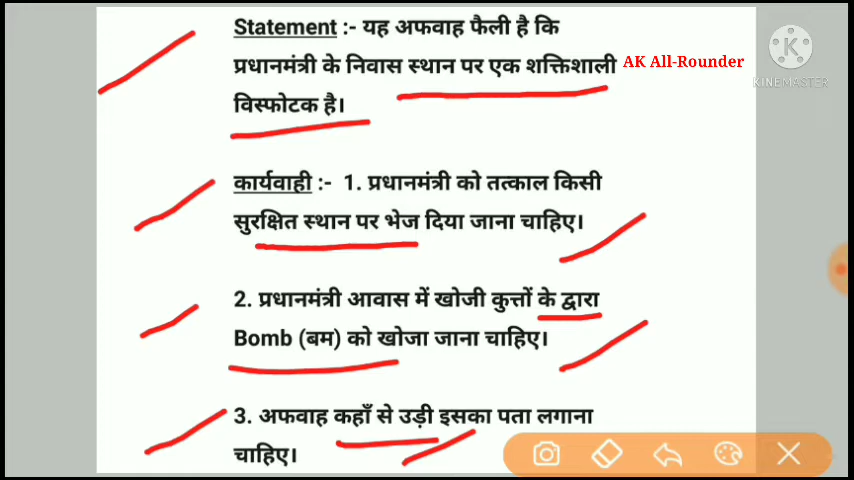 Statement :- यह अफवाह फैली है कि
प्रधानमंत्री के निवास स्थान पर एक शक्तिशाली
विस्फोटक है।
AK All-Rounder
K
KINEMASTER
कार्यवाही :- 1. प्रधानमंत्री को तत्काल किसी
सुरक्षित स्थान पर भेज दिया जाना चाहिए।
2. प्रधानमंत्री आवास में खोजी कुत्तों के द्वारा
Bomb (बम) को खोजा जाना चाहिए।
3. अफवाह कहाँ से उड़ी इसका पता लगाना
चाहिए।